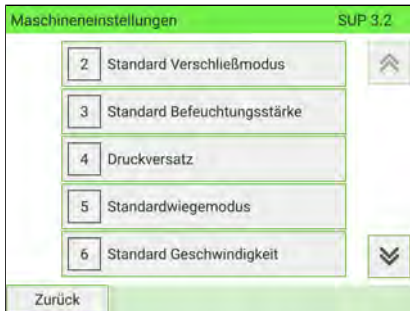 Maschineneinstellungen SUP 3.2
2 Standard Verschließmodus
3 Standard Befeuchtungsstärke
4 Druckversatz
5 Standardwiegemodus
6 Standard Geschwindigkeit
Zurück